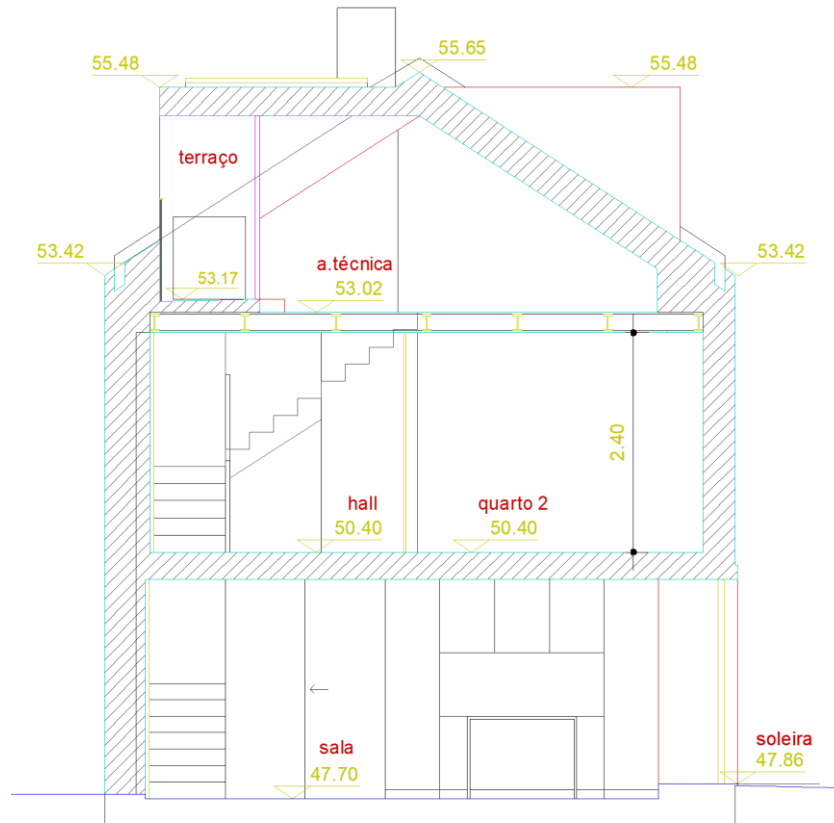 55.65
55.48
55.48
terraço
53.42
53.42
a.técnica
53.17
53.02
2.40
hall
quarto 2
50.40
50.40
sala
soleira
47.70
47.86